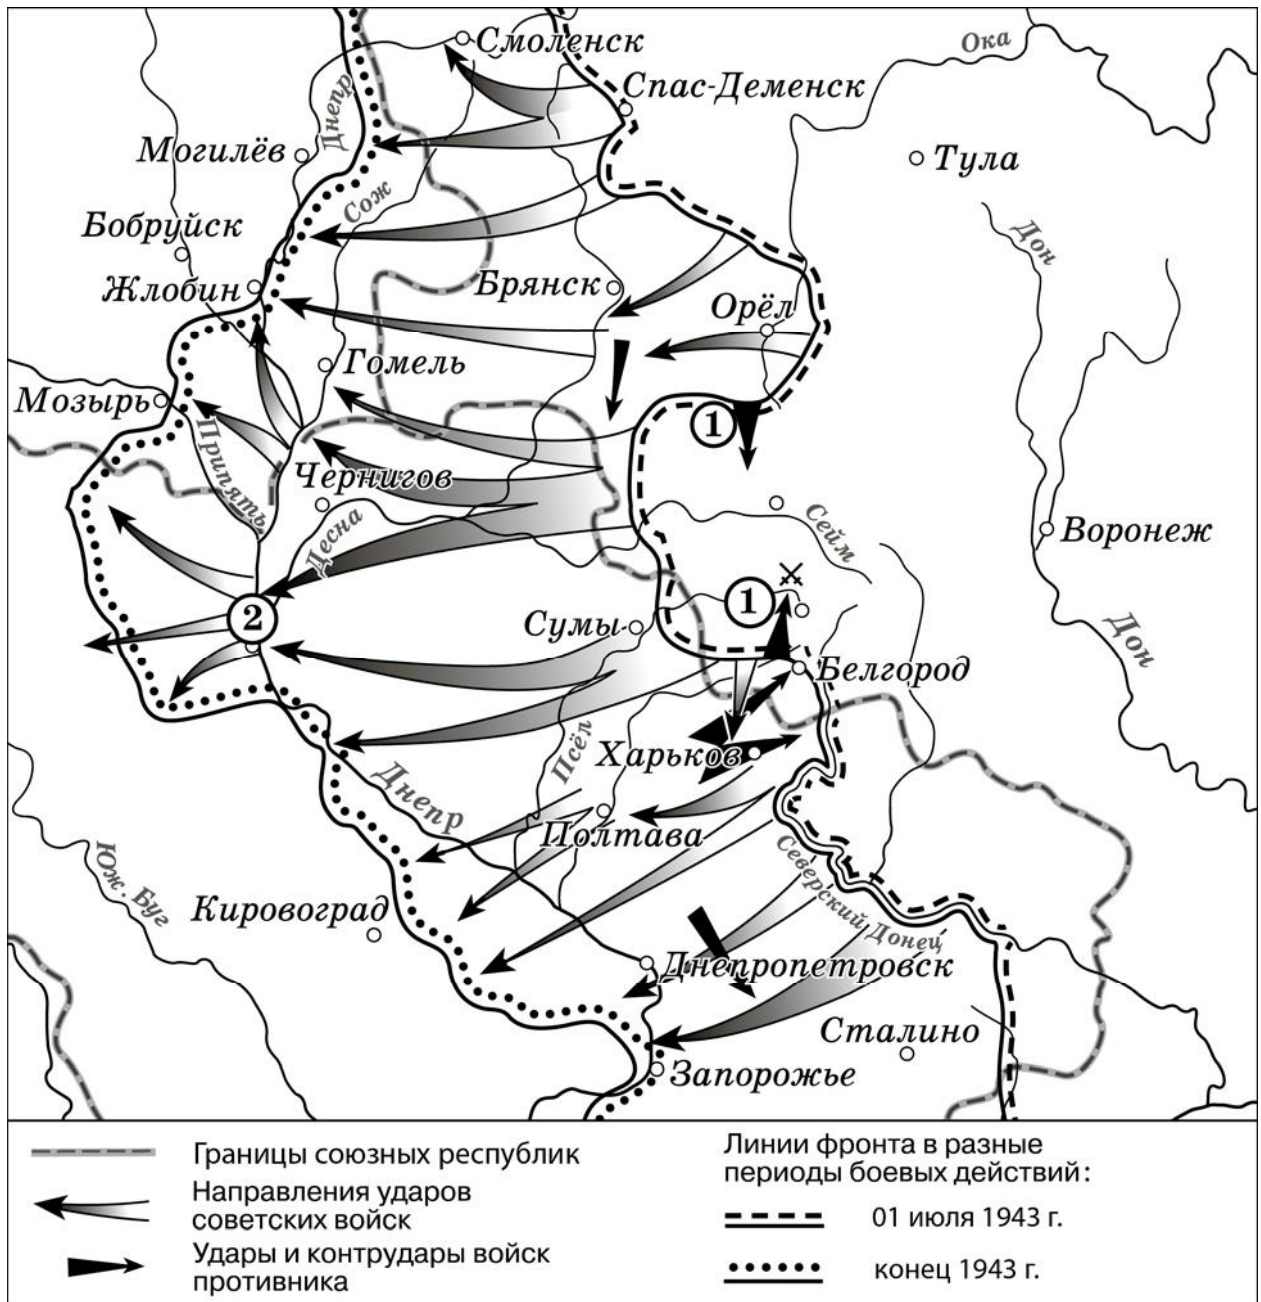 Смоленск
Ока
Спас-Деменск
Днепр
Могилёв
Тула
Сож
Бобруйск
Дон
Жлобин
Брянск
Орёл
Гомель
Мозырь
1
Припять
Чернигов
Десна
Сейм
Воронеж
2
1
Сумы
Дон
Белгород
Псёл
Харьков
Днепр
Полтава
Юж. Буг
Северский Донец
Кировоград
Днепропетровск
Сталино
Запорожье
Границы союзных республик
Направления ударов
советских войск
Удары и контрудары войск
противника
Линии фронта в разные
периоды боевых действий:
01 июля 1943 г.
конец 1943 г.